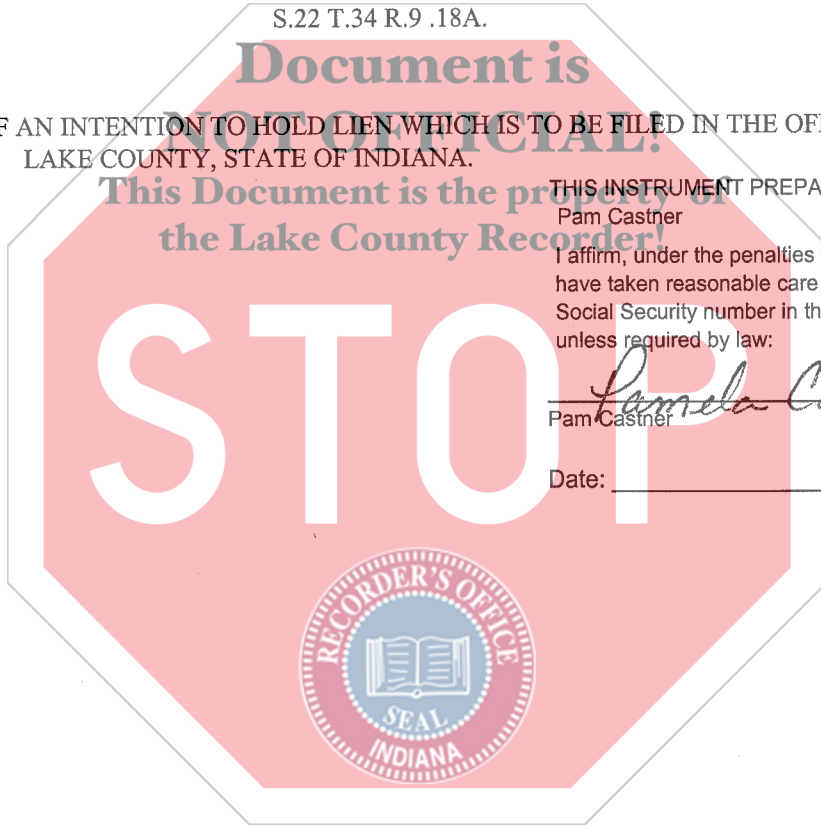 S.22 T.34 R.9 .18A.
Document is
NOT OFFICIAL!
F AN INTENTION TO HOLD LIEN WHICH IS TO BE FILED IN THE OFF
LAKE COUNTY, STATE OF INDIANA.
This Document is the property of
the Lake County Recorder!
THIS INSTRUMENT PREPA
Pam Castner
I affirm, under the penalties
have taken reasonable care
Social Security number in th
unless required by law:
Pamela C
Pam Castner
Date:
STOP
RECORDER'S OFFICE
SEAL
INDIANA